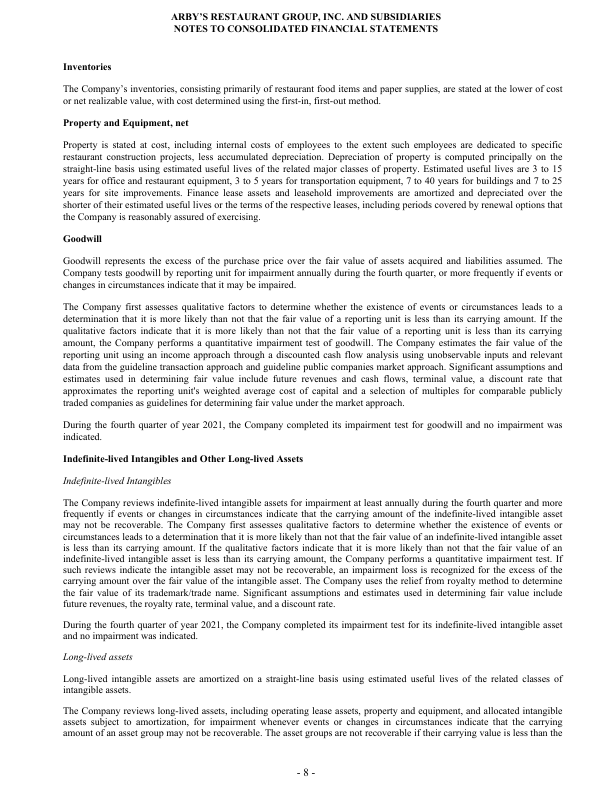 ARBY'S RESTAURANT GROUP, INC. AND SUBSIDIARIES
NOTES TO CONSOLIDATED FINANCIAL STATEMENTS
Inventories
The Company's inventories, consisting primarily of restaurant food items and paper supplies, are stated at the lower of cost
or net realizable value, with cost determined using the first-in, first-out method.
Property and Equipment, net
Property is stated at cost, including internal costs of employees to the extent such employees are dedicated to specific
restaurant construction projects, less accumulated depreciation. Depreciation of property is computed principally on the
straight-line basis using estimated useful lives of the related major classes of property. Estimated useful lives are 3 to 15
years for office and restaurant equipment, 3 to 5 years for transportation equipment, 7 to 40 years for buildings and 7 to 25
years for site improvements. Finance lease assets and leasehold improvements are amortized and depreciated over the
shorter of their estimated useful lives or the terms of the respective leases, including periods covered by renewal options that
the Company is reasonably assured of exercising.
Goodwill
Goodwill represents the excess of the purchase price over the fair value of assets acquired and liabilities assumed. The
Company tests goodwill by reporting unit for impairment annually during the fourth quarter, or more frequently if events or
changes in circumstances indicate that it may be impaired.
The Company first assesses qualitative factors to determine whether the existence of events or circumstances leads to a
determination that it is more likely than not that the fair value of a reporting unit is less than its carrying amount. If the
qualitative factors indicate that it is more likely than not that the fair value of a reporting unit is less than its carrying
amount, the Company performs a quantitative impairment test of goodwill. The Company estimates the fair value of the
reporting unit using an income approach through a discounted cash flow analysis using unobservable inputs and relevant
data from the guideline transaction approach and guideline public companies market approach. Significant assumptions and
estimates used in determining fair value include future revenues and cash flows, terminal value, a discount rate that
approximates the reporting unit's weighted average cost of capital and a selection of multiples for comparable publicly
traded companies as guidelines for determining fair value under the market approach.
During the fourth quarter of year 2021, the Company completed its impairment test for goodwill and no impairment was
indicated.
Indefinite-lived Intangibles and Other Long-lived Assets
Indefinite-lived Intangibles
The Company reviews indefinite-lived intangible assets for impairment at least annually during the fourth quarter and more
frequently if events or changes in circumstances indicate that the carrying amount of the indefinite-lived intangible asset
may not be recoverable. The Company first assesses qualitative factors to determine whether the existence of events or
circumstances leads to a determination that it is more likely than not that the fair value of an indefinite-lived intangible asset
is less than its carrying amount. If the qualitative factors indicate that it is more likely than not that the fair value of an
indefinite-lived intangible asset is less than its carrying amount, the Company performs a quantitative impairment test. If
such reviews indicate the intangible asset may not be recoverable, an impairment loss is recognized for the excess of the
carrying amount over the fair value of the intangible asset. The Company uses the relief from royalty method to determine
the fair value of its trademark/trade name. Significant assumptions and estimates used in determining fair value include
future revenues, the royalty rate, terminal value, and a discount rate.
During the fourth quarter of year 2021, the Company completed its impairment test for its indefinite-lived intangible asset
and no impairment was indicated.
Long-lived assets
Long-lived intangible assets are amortized on a straight-line basis using estimated useful lives of the related classes of
intangible assets.
The Company reviews long-lived assets, including operating lease assets, property and equipment, and allocated intangible
assets subject to amortization, for impairment whenever events or changes in circumstances indicate that the carrying
amount of an asset group may not be recoverable. The asset groups are not recoverable if their carrying value is less than the
- 8 -